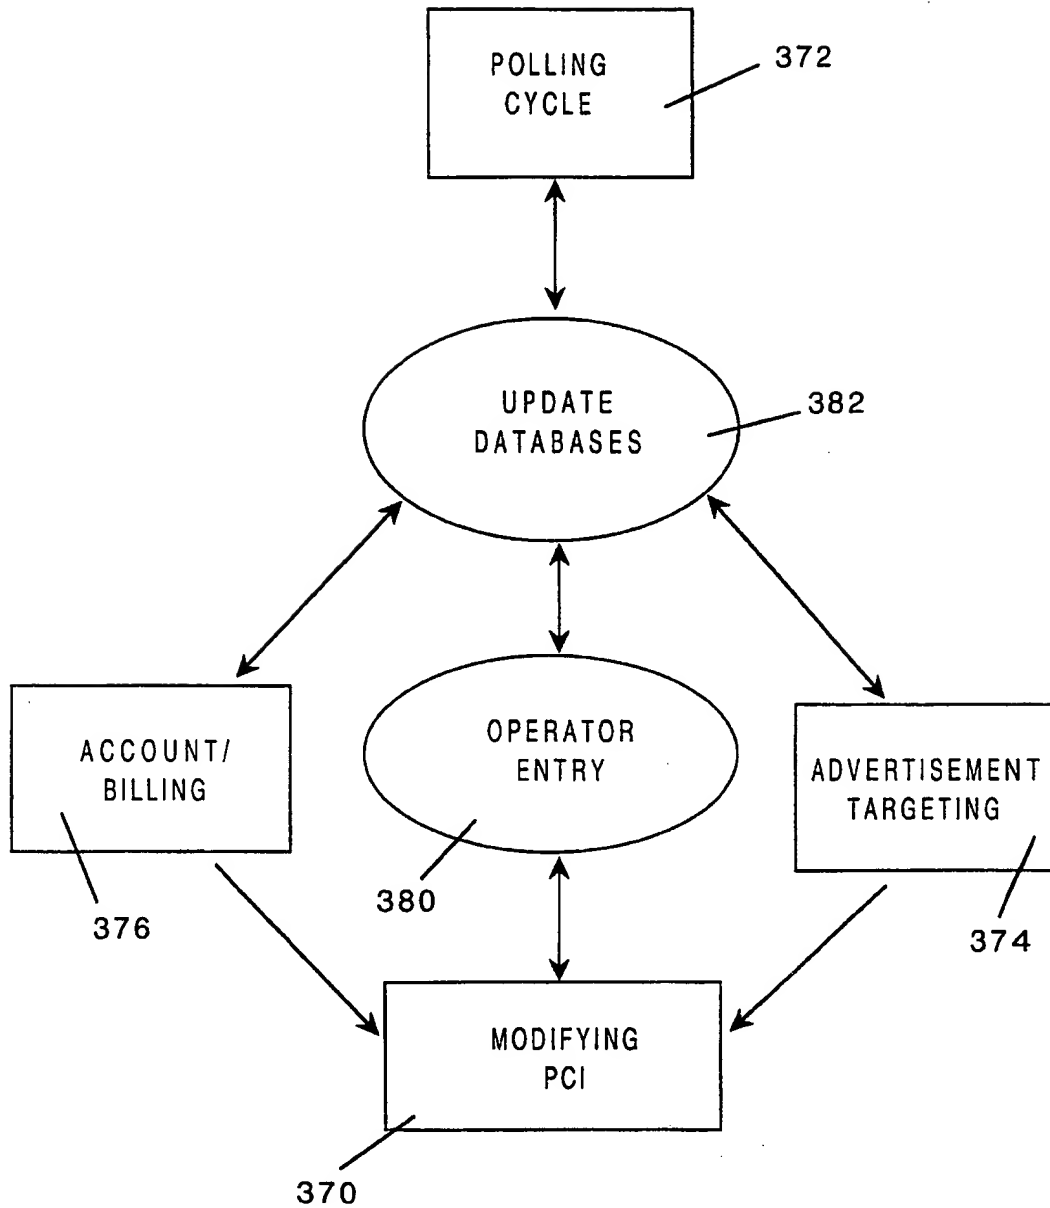 POLLING
CYCLE
372
UPDATE
DATABASES
382
ACCOUNT/
BILLING
376
OPERATOR
ENTRY
380
ADVERTISEMENT
TARGETING
374
MODIFYING
PCI
370